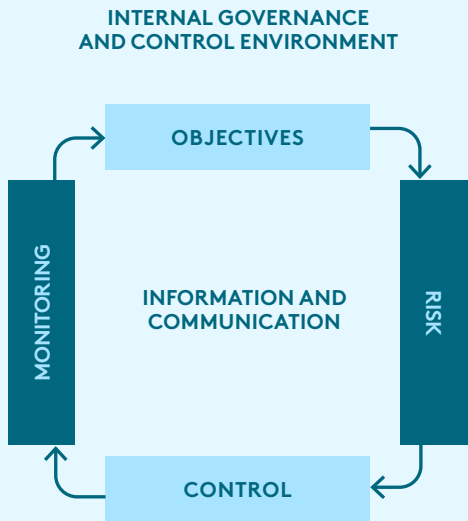 INTERNAL GOVERNANCE
AND CONTROL ENVIRONMENT
OBJECTIVES
MONITORING
INFORMATION AND
COMMUNICATION
RISK
CONTROL